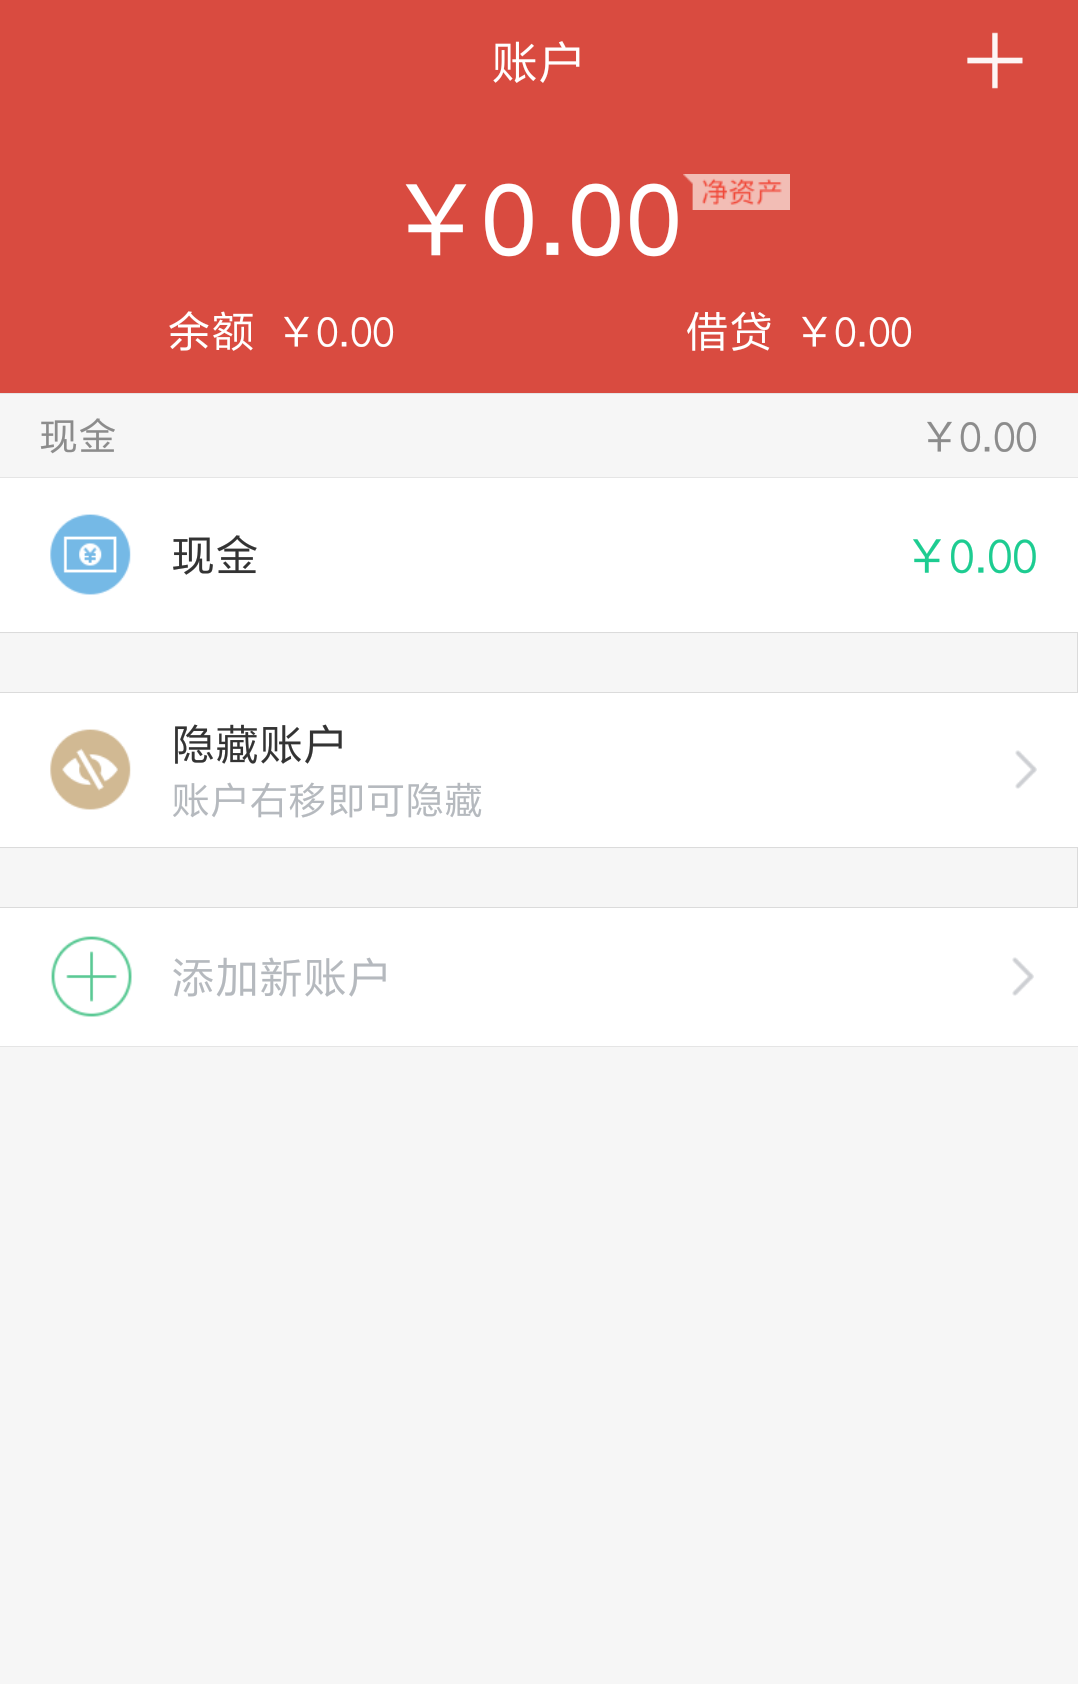 账户
￥0.00 净资产
余额 ￥0.00 借贷 ￥0.00
现金 ￥0.00
现金 ￥0.00
隐藏账户
账户右移即可隐藏
添加新账户